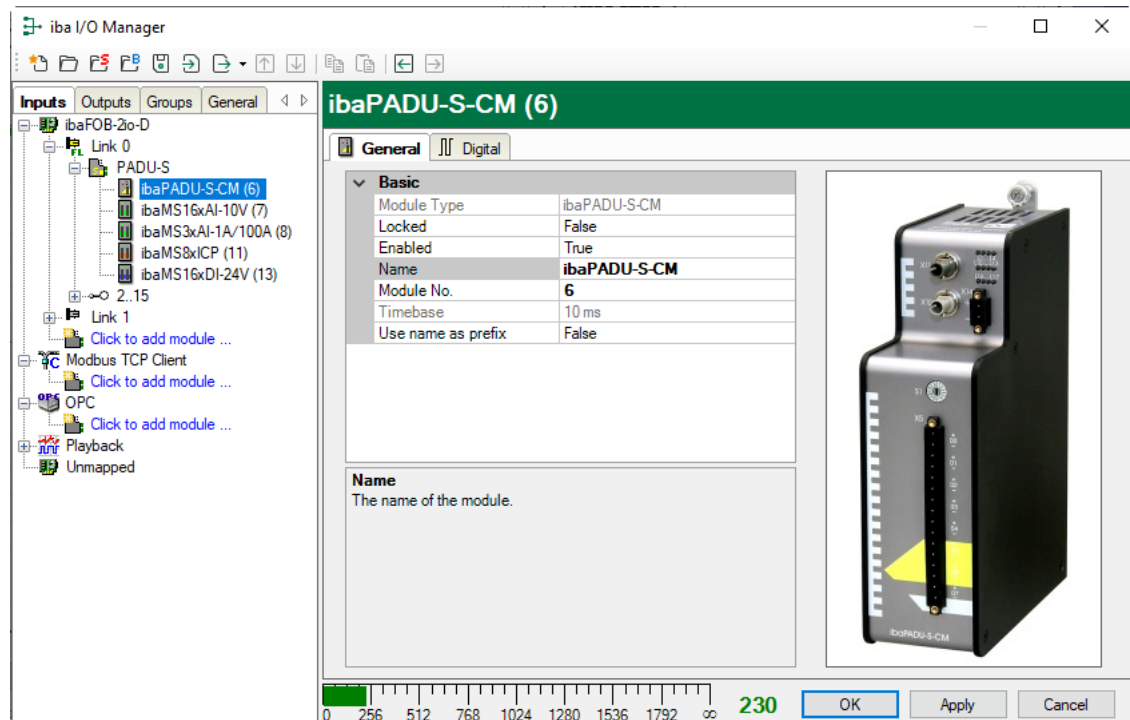 iba I/O Manager
Inputs Outputs Groups General
ibaPADU-S-CM (6)
ibaFOB-2io-D
Link 0
PADU-S
ibaPADU-S-CM (6)
ibaMS16xAI-10V (7)
ibaMS3xAI-1A/100A (8)
ibaMS8xICP (11)
ibaMS16xDI-24V (13)
2..15
Link 1
Click to add module ...
Modbus TCP Client
Click to add module ...
OPC
Click to add module ...
Playback
Unmapped
General Digital
Basic
Module Type ibaPADU-S-CM
Locked False
Enabled True
Name ibaPADU-S-CM
Module No. 6
Timebase 10 ms
Use name as prefix False
Name
The name of the module.
S1
X5
ibaPADU-S-CM
0 256 512 768 1024 1280 1536 1792 ∞ 230
OK Apply Cancel